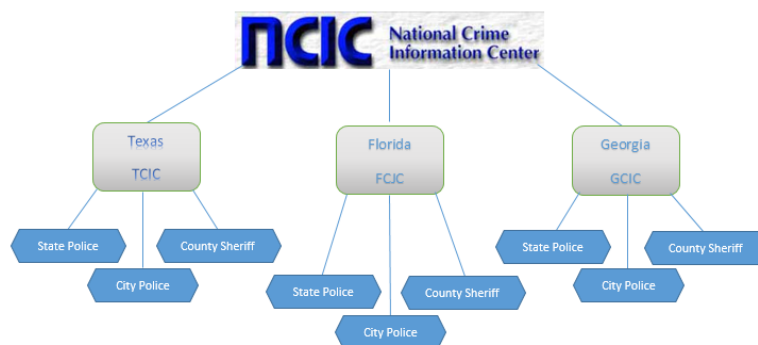 NCIC National Crime
Information Center
Texas
TCIC
Florida
FCJC
Georgia
GCIC
State Police
County Sheriff
City Police
State Police
County Sheriff
City Police
State Police
County Sheriff
City Police